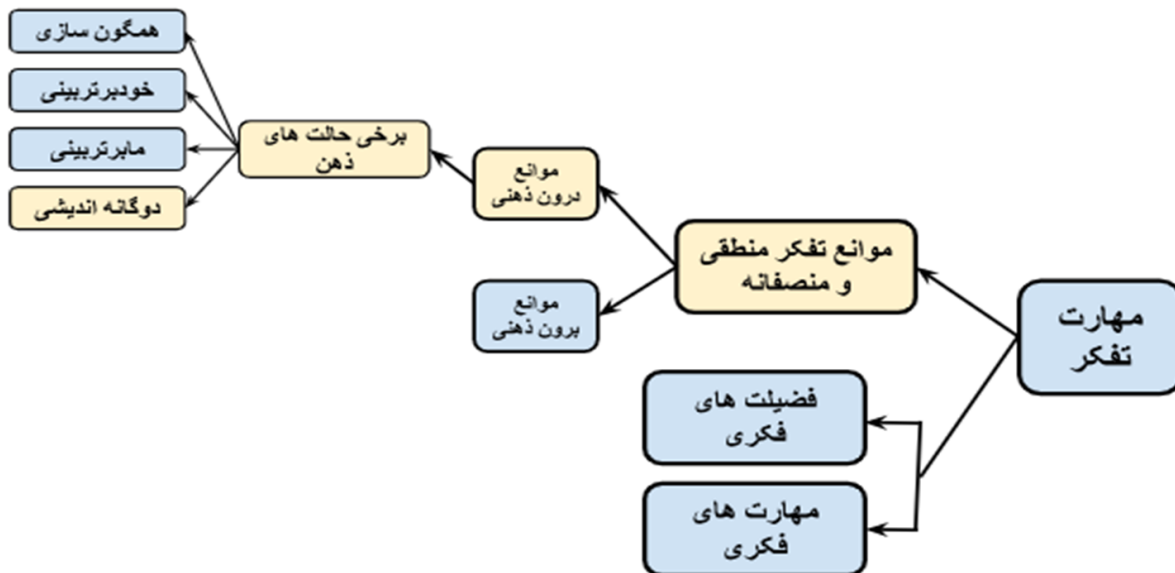 مهارت
تفکر
موانع تفکر منطقی
و منصفانه
فضیلت های
فکری
مهارت های
فکری
موانع
درون ذهنی
موانع
برون ذهنی
برخی حالت های
ذهن
همگون سازی
خودبرتربینی
مابرتربینی
دوگانه اندیشی